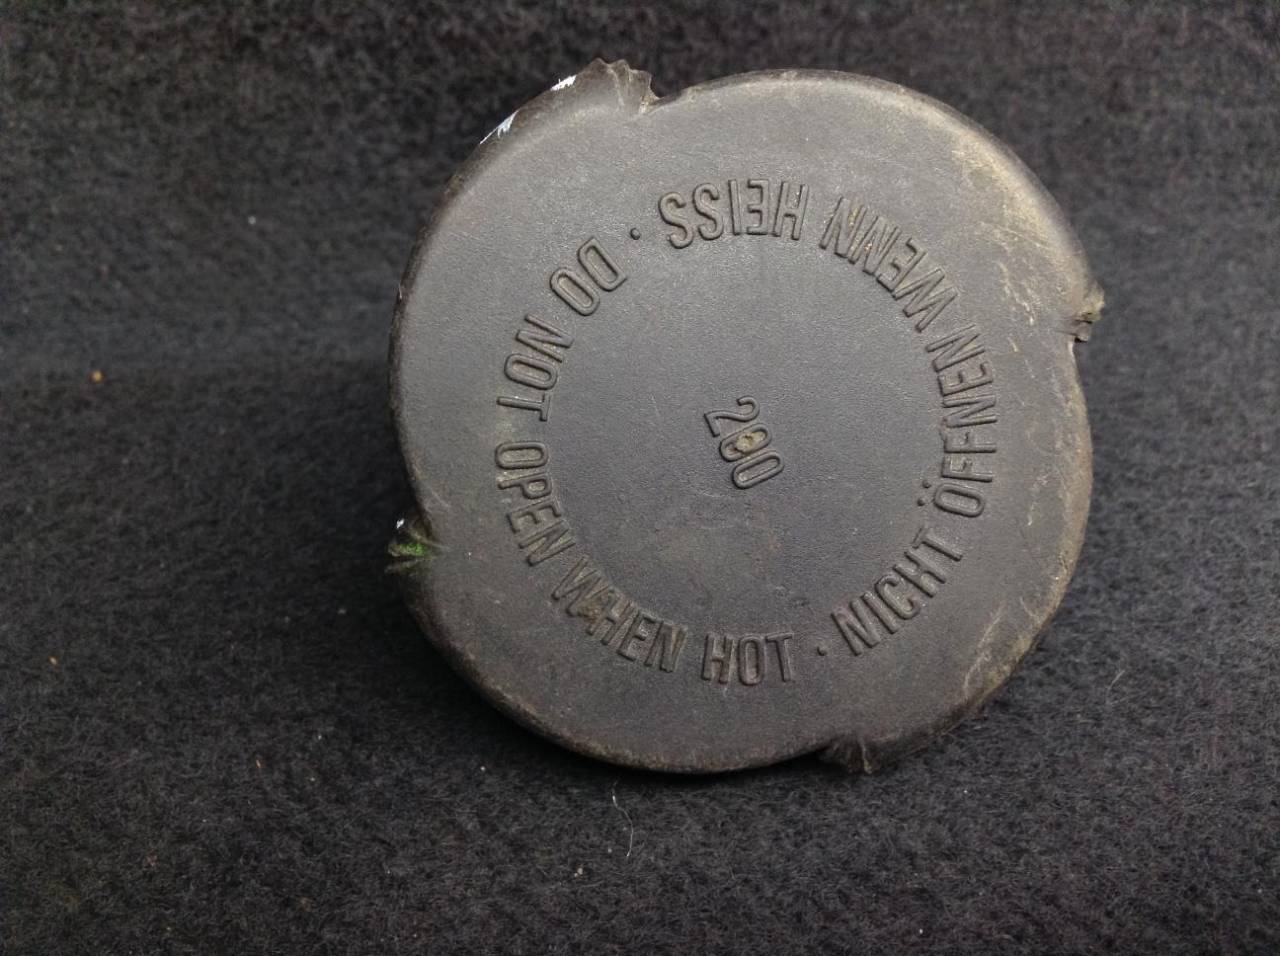 DO NOT OPEN WHEN HOT · NICHT ÖFFNEN WENN HEISS ·
200